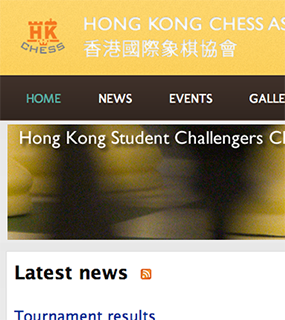 HK
CHESS
HONG KONG CHESS AS
香港國際象棋協會
HOME NEWS EVENTS GALLE
Hong Kong Student Challengers Ch
Latest news
Tournament results